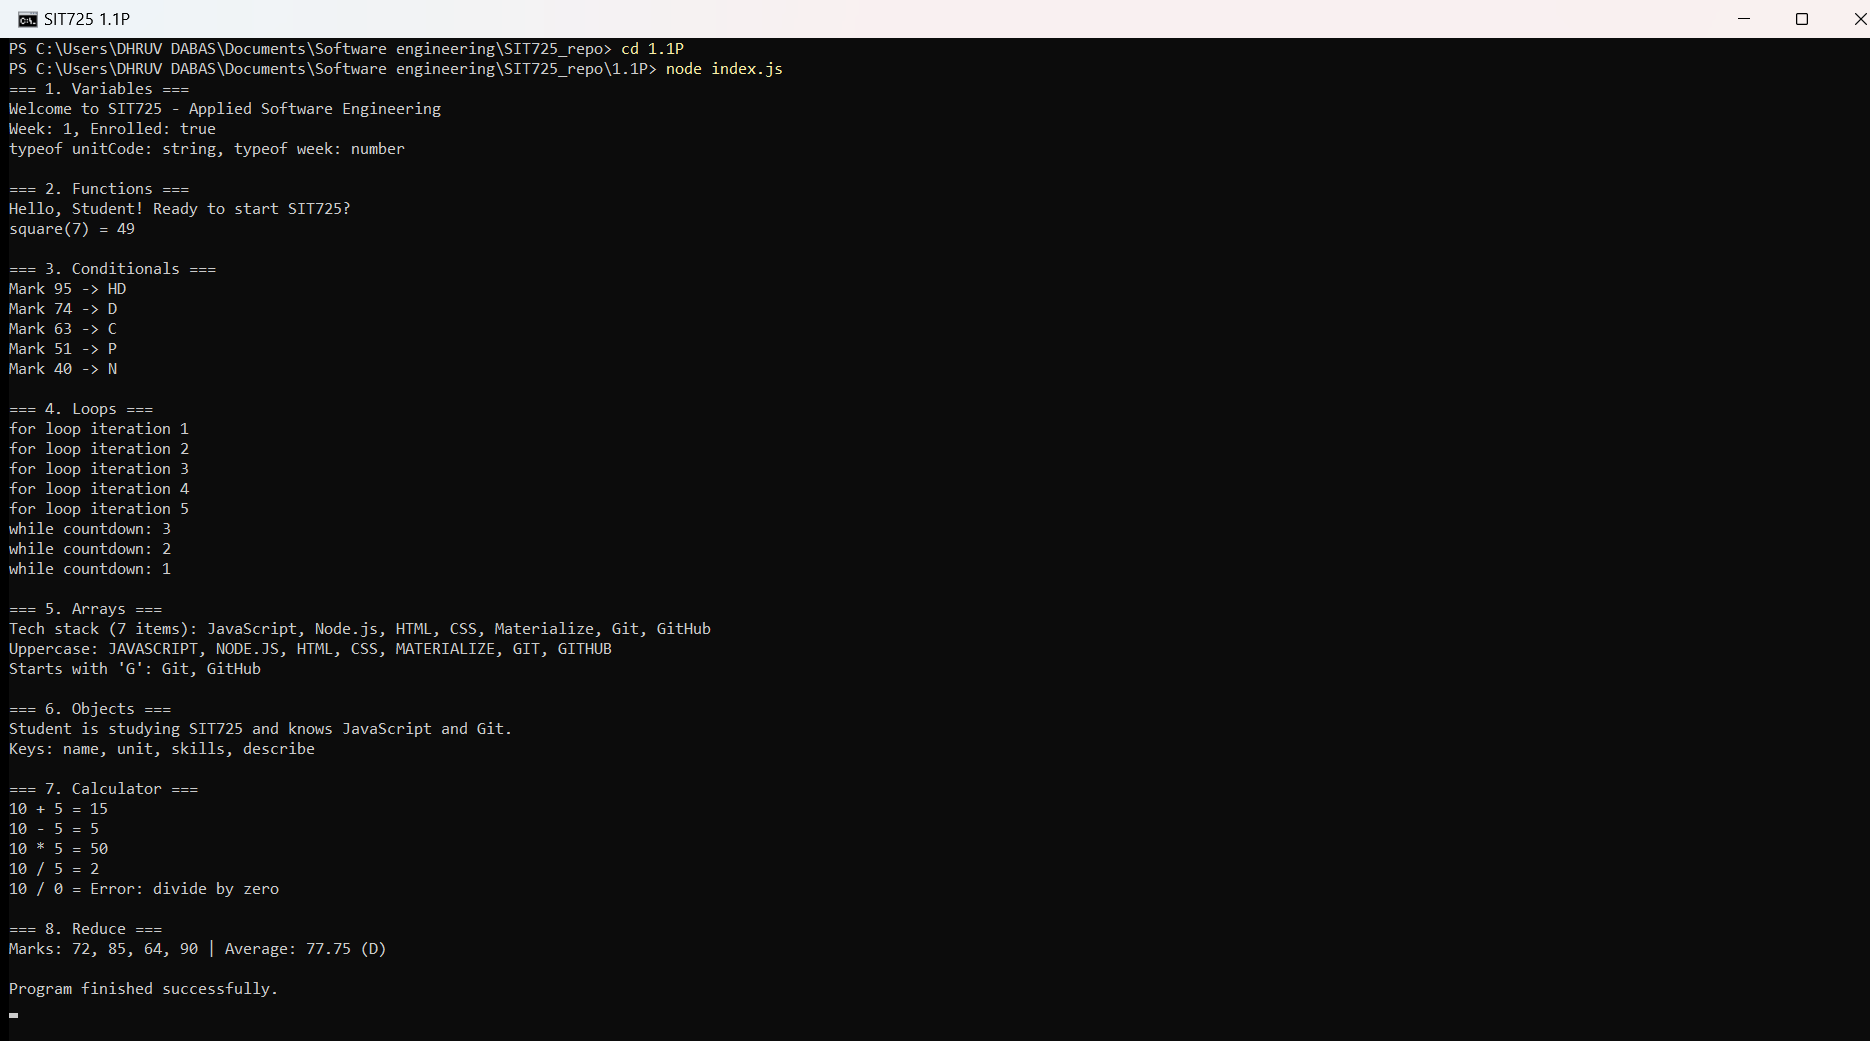 SIT725 1.1P
PS C:\Users\DHRUV DABAS\Documents\Software engineering\SIT725_repo> cd 1.1P
PS C:\Users\DHRUV DABAS\Documents\Software engineering\SIT725_repo\1.1P> node index.js
=== 1. Variables ===
Welcome to SIT725 - Applied Software Engineering
Week: 1, Enrolled: true
typeof unitCode: string, typeof week: number
=== 2. Functions ===
Hello, Student! Ready to start SIT725?
square(7) = 49
=== 3. Conditionals ===
Mark 95 -> HD
Mark 74 -> D
Mark 63 -> C
Mark 51 -> P
Mark 40 -> N
=== 4. Loops ===
for loop iteration 1
for loop iteration 2
for loop iteration 3
for loop iteration 4
for loop iteration 5
while countdown: 3
while countdown: 2
while countdown: 1
=== 5. Arrays ===
Tech stack (7 items): JavaScript, Node.js, HTML, CSS, Materialize, Git, GitHub
Uppercase: JAVASCRIPT, NODE.JS, HTML, CSS, MATERIALIZE, GIT, GITHUB
Starts with 'G': Git, GitHub
=== 6. Objects ===
Student is studying SIT725 and knows JavaScript and Git.
Keys: name, unit, skills, describe
=== 7. Calculator ===
10 + 5 = 15
10 - 5 = 5
10 * 5 = 50
10 / 5 = 2
10 / 0 = Error: divide by zero
=== 8. Reduce ===
Marks: 72, 85, 64, 90 | Average: 77.75 (D)
Program finished successfully.